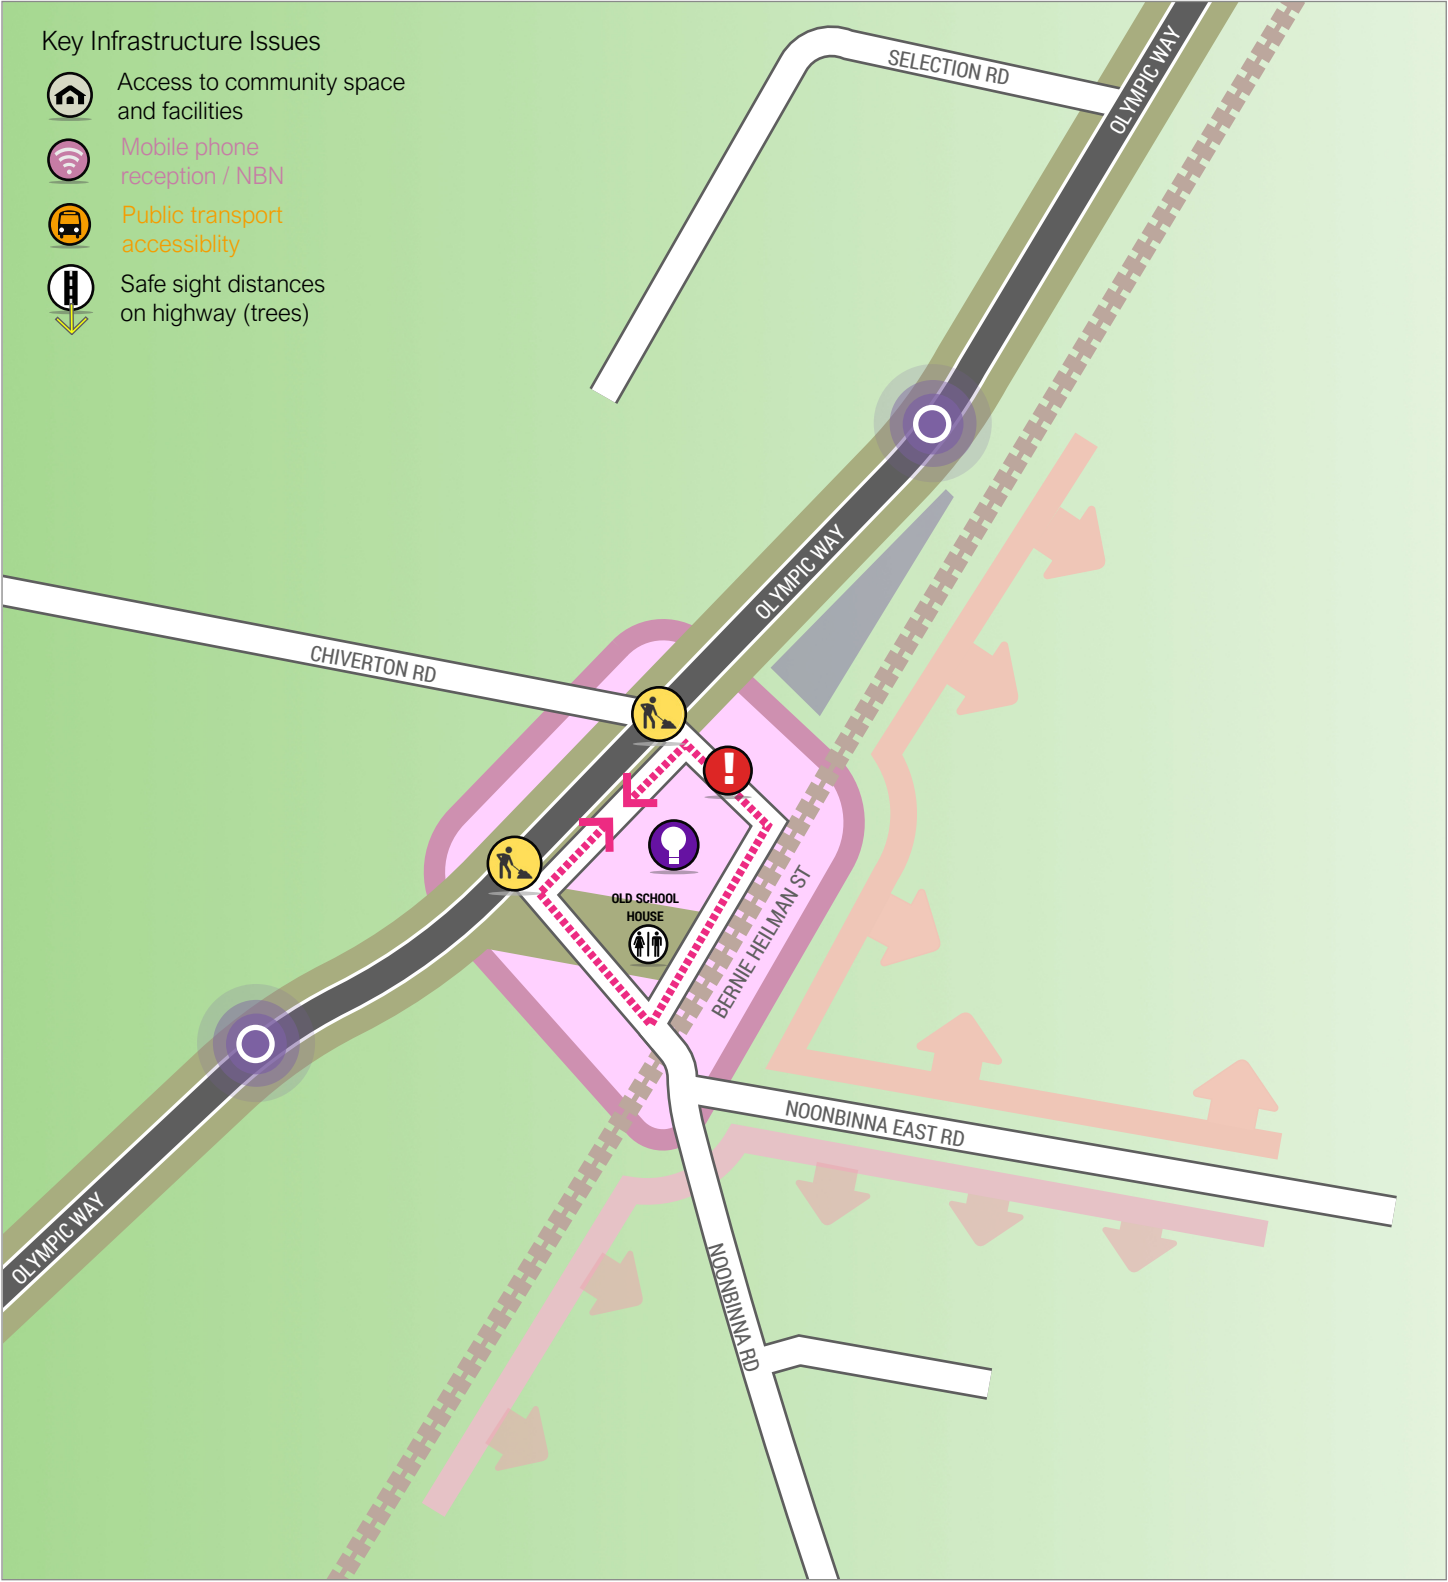 Key Infrastructure Issues
Access to community space
and facilities
Mobile phone
reception / NBN
Public transport
accessiblity
Safe sight distances
on highway (trees)
SELECTION RD
OLYMPIC WAY
OLYMPIC WAY
CHIVERTON RD
!
OLD SCHOOL
HOUSE
BERNIE HEILMAN ST
NOONBINNA EAST RD
OLYMPIC WAY
NOONBINNA RD